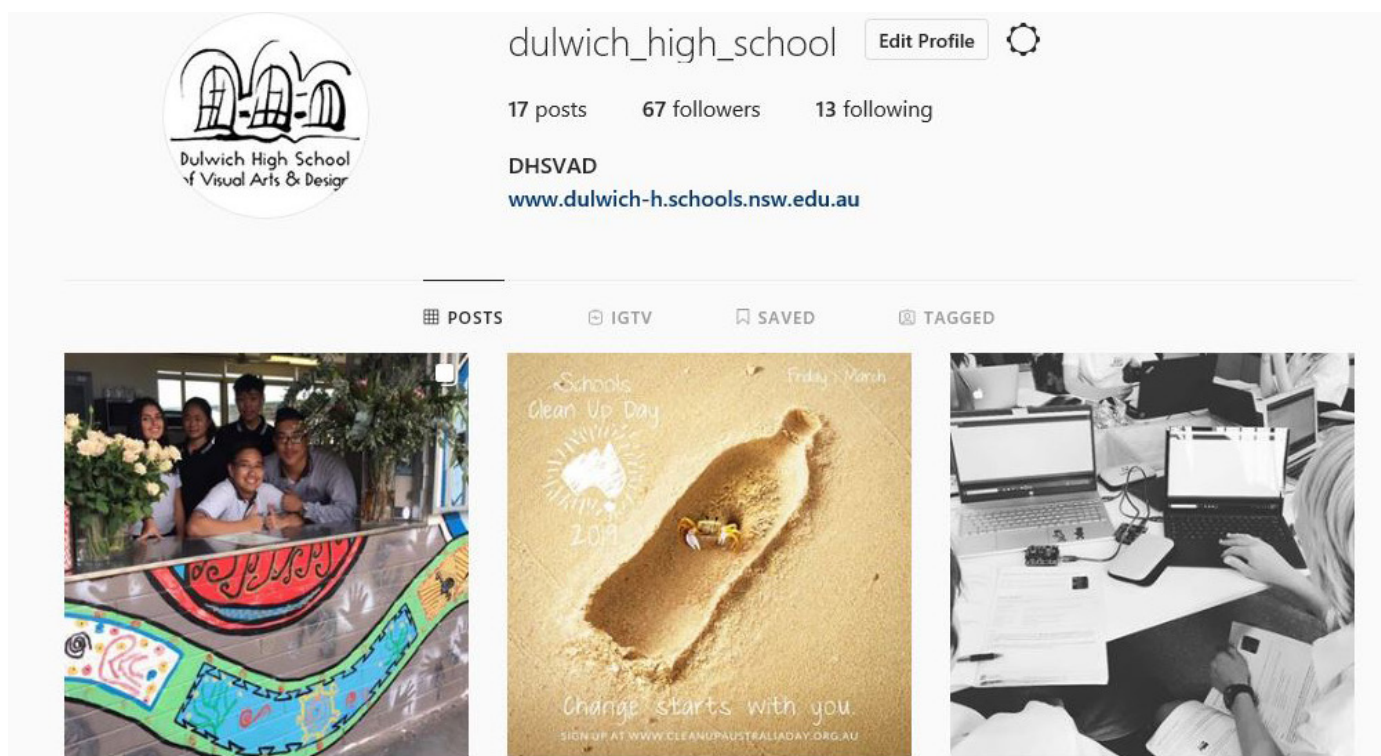 dulwich_high_school Edit Profile
17 posts 67 followers 13 following
DHSVAD
www.dulwich-h.schools.nsw.edu.au
Dulwich High School
of Visual Arts & Design
POSTS IGTV SAVED TAGGED
Schools
Clean Up Day
2019
Friday 1 March
Change starts with you.
SIGN UP AT WWW.CLEANUPAUSTRALIADAY.ORG.AU